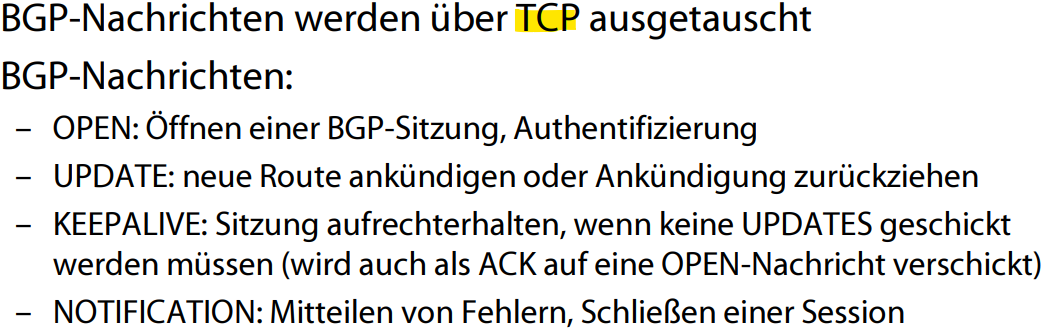 BGP-Nachrichten werden über TCP ausgetauscht
BGP-Nachrichten:
– OPEN: Öffnen einer BGP-Sitzung, Authentifizierung
– UPDATE: neue Route ankündigen oder Ankündigung zurückziehen
– KEEPALIVE: Sitzung aufrechterhalten, wenn keine UPDATES geschickt
werden müssen (wird auch als ACK auf eine OPEN-Nachricht verschickt)
– NOTIFICATION: Mitteilen von Fehlern, Schließen einer Session